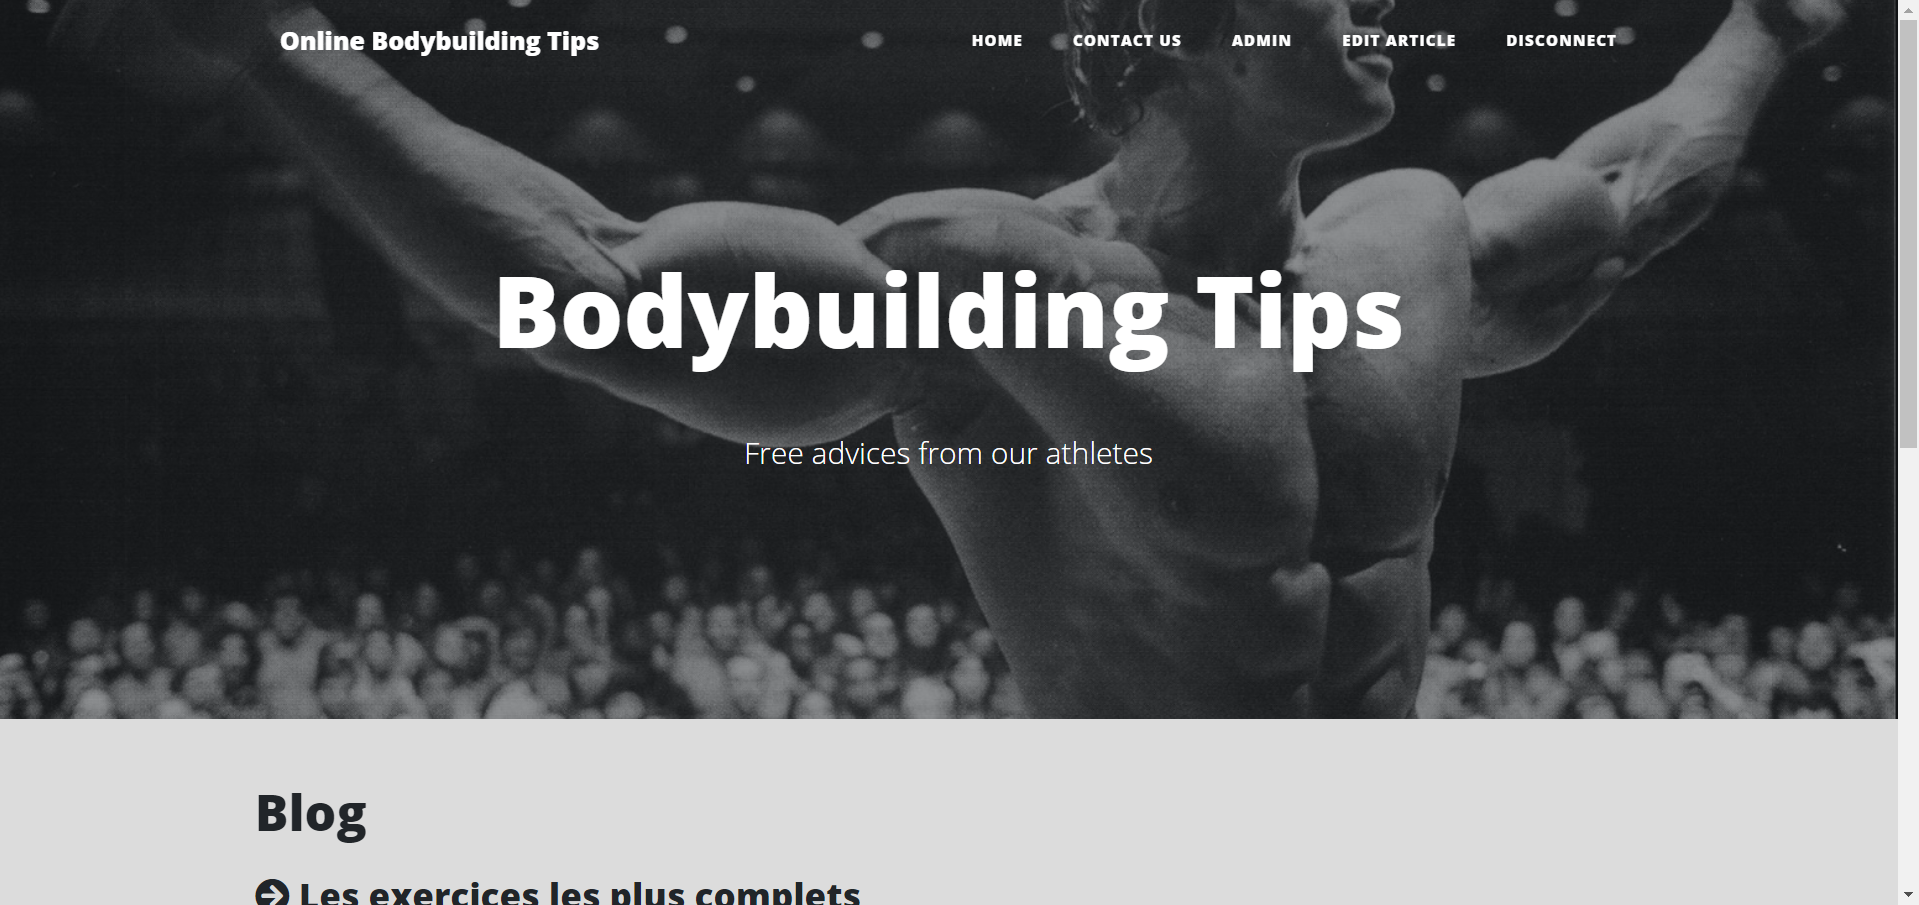 Online Bodybuilding Tips
HOME CONTACT US ADMIN EDIT ARTICLE DISCONNECT
Bodybuilding Tips
Free advices from our athletes
Blog
Les exercices les plus complets